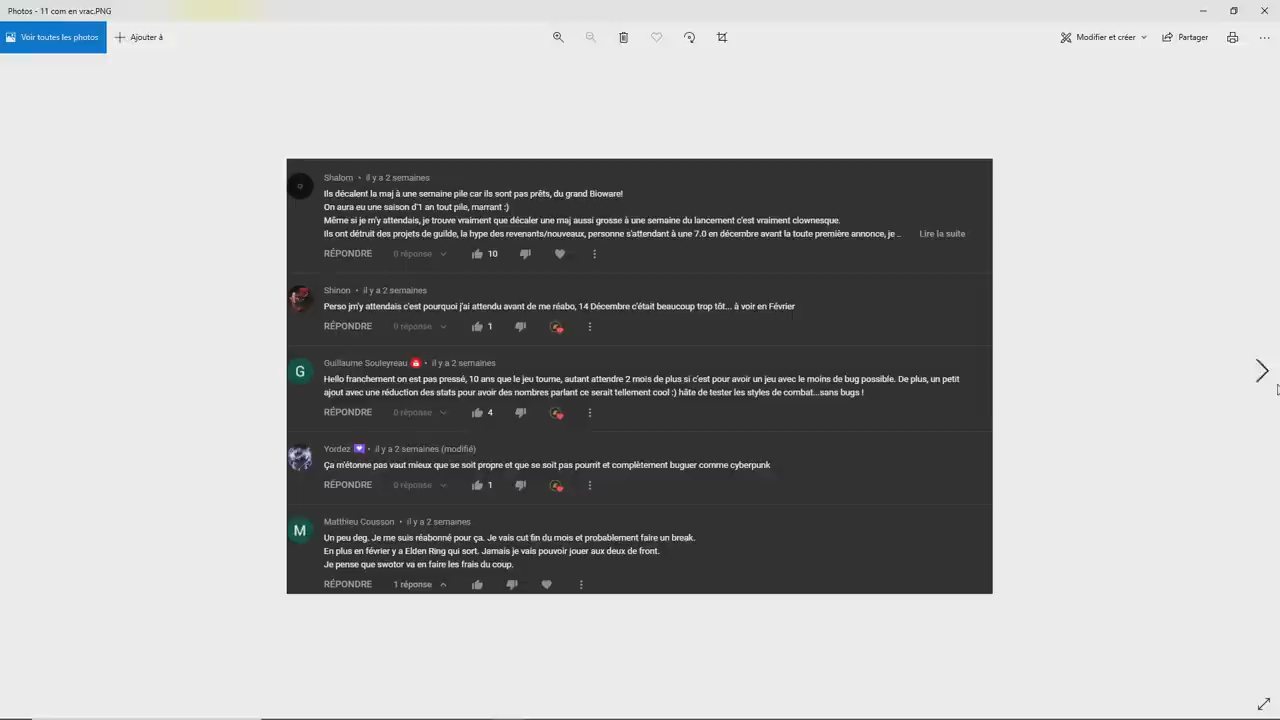 Photos - 11 com en vrac.PNG
Voir toutes les photos
Ajouter à
Modifier et créer
Partager
Shalom • il y a 2 semaines
Ils décalent la maj à une semaine pile car ils sont pas prêts, du grand Bioware!
On aura eu une saison d'1 an tout pile, marrant :)
Même si je m'y attendais, je trouve vraiment que décaler une maj aussi grosse à une semaine du lancement c'est vraiment clownesque.
Ils ont détruit des projets de guilde, la hype des revenants/nouveaux, personne s'attendant à une 7.0 en décembre avant la toute première annonce, je ..
Lire la suite
RÉPONDRE 0 réponse 10
Shinon • il y a 2 semaines
Perso jm'y attendais c'est pourquoi j'ai attendu avant de me réabo, 14 Décembre c'était beaucoup trop tôt... à voir en Février
RÉPONDRE 0 réponse 1
G
Guillaume Souleyreau • il y a 2 semaines
Hello franchement on est pas pressé, 10 ans que le jeu tourne, autant attendre 2 mois de plus si c'est pour avoir un jeu avec le moins de bug possible. De plus, un petit
ajout avec une réduction des stats pour avoir des nombres parlant ce serait tellement cool :) hâte de tester les styles de combat...sans bugs !
RÉPONDRE 0 réponse 4
Yordez • il y a 2 semaines (modifié)
Ça m'étonne pas vaut mieux que se soit propre et que se soit pas pourrit et complètement buguer comme cyberpunk
RÉPONDRE 0 réponse 1
M
Matthieu Cousson • il y a 2 semaines
Un peu deg. Je me suis réabonné pour ça. Je vais cut fin du mois et probablement faire un break.
En plus en février y a Elden Ring qui sort. Jamais je vais pouvoir jouer aux deux de front.
Je pense que swotor va en faire les frais du coup.
RÉPONDRE 1 réponse